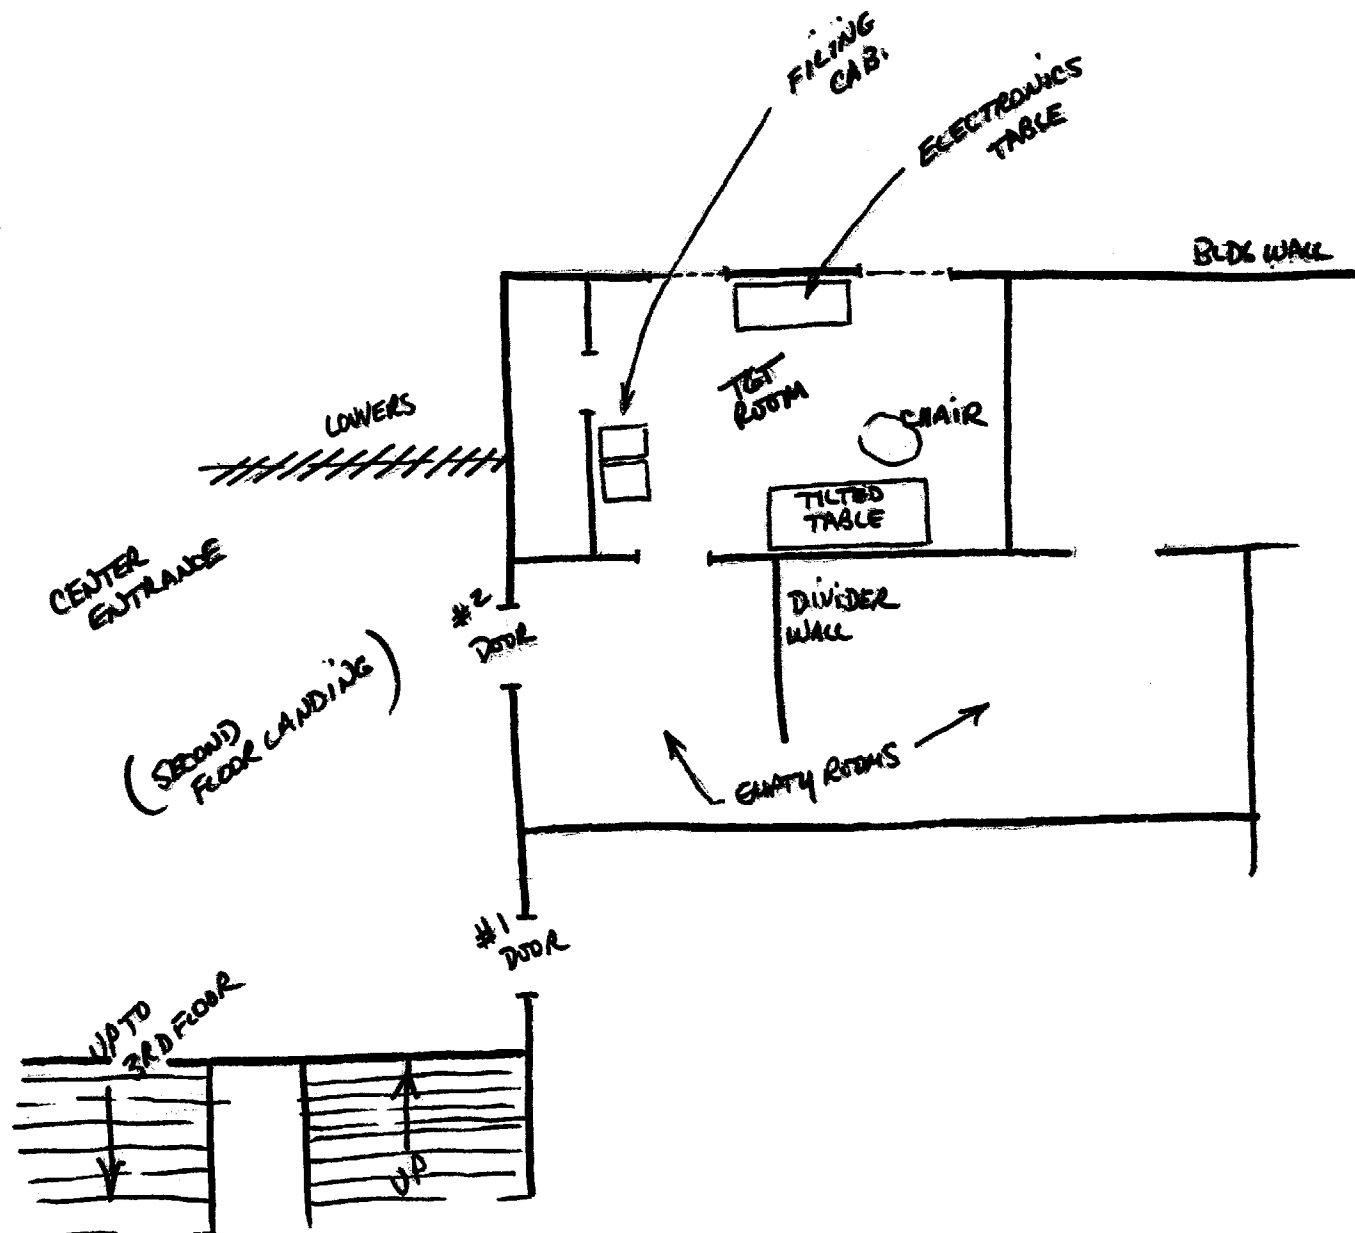 FILING
CAB.
ELECTRONICS
TABLE
BLDG WALL
TGT
ROOM
CHAIR
LOUVERS
TILTED
TABLE
CENTER
ENTRANCE
#2
DOOR
DIVIDER
WALL
(SECOND
FLOOR LANDING)
EMPTY ROOMS
#1
DOOR
UP TO
3RD FLOOR
UP